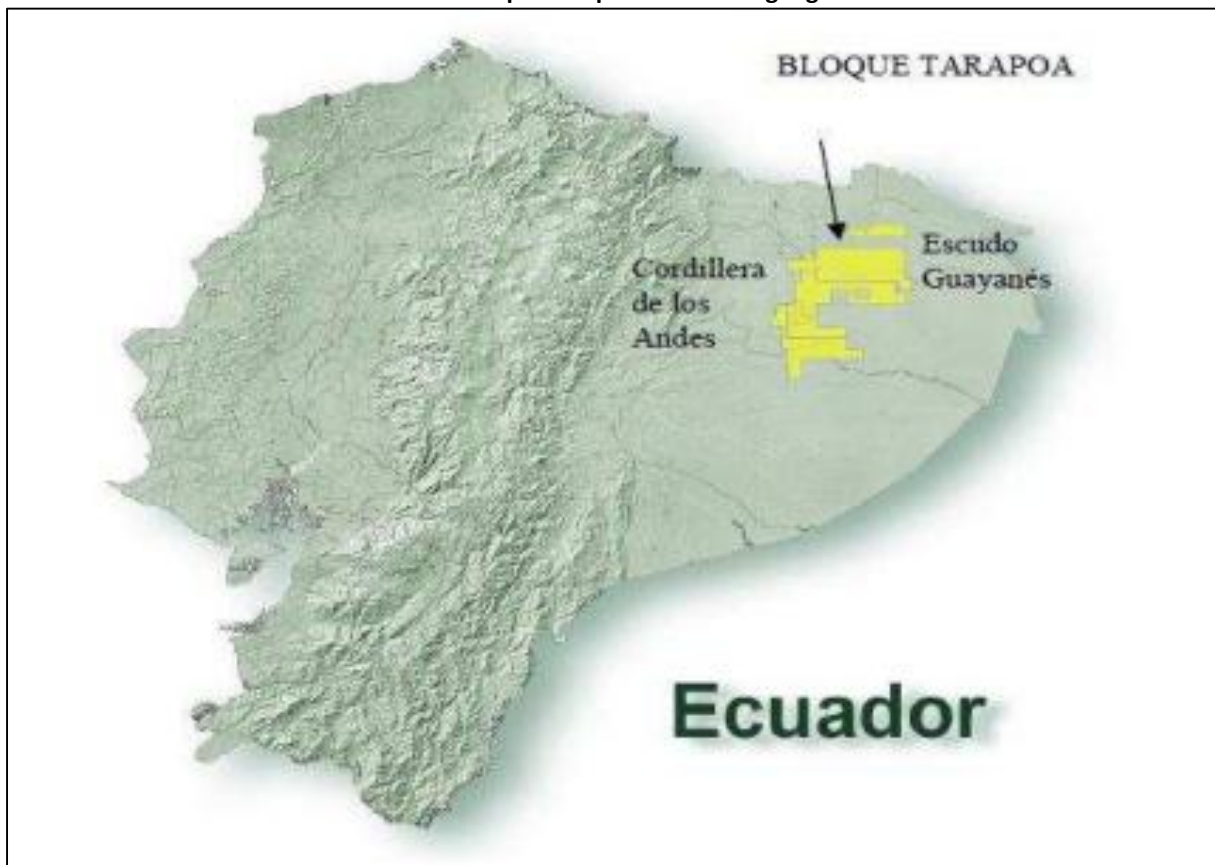 BLOQUE TARAPOA
Escudo
Guayanés
Cordillera
de los
Andes
Ecuador